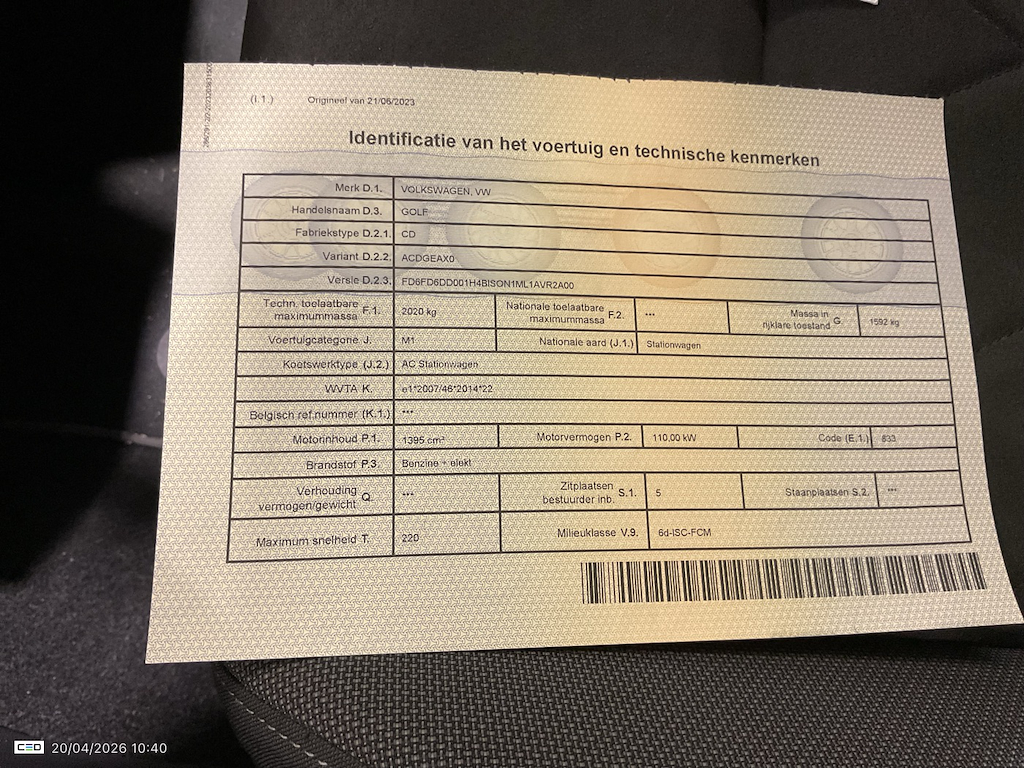 (I.1.) Origineel van 21/06/2023
Identificatie van het voertuig en technische kenmerken
Merk D.1. VOLKSWAGEN, VW
Handelsnaam D.3. GOLF
Fabriekstype D.2.1. CD
Variant D.2.2. ACDGEAX0
Versie D.2.3. FD6FD6DD001H4BISON1ML1AVR2A00
Techn. toelaatbare maximummassa F.1. 2020 kg Nationale toelaatbare maximummassa F.2. *** Massa in rijklare toestand G 1592 kg
Voertuigcategorie J. M1 Nationale aard (J.1.) Stationwagen
Koetswerktype (J.2.) AC Stationwagen
WVTA K. e1*2007/46*2014*22
Belgisch ref.nummer (K.1.) ***
Motorinhoud P.1. 1395 cm³ Motorvermogen P.2. 110,00 kW Code (E.1.) 833
Brandstof P.3. Benzine + elekt
Verhouding vermogen/gewicht Q *** Zitplaatsen bestuurder inb. S.1. 5 Staanplaatsen S.2. ***
Maximum snelheid T. 220 Milieuklasse V.9. 6d-ISC-FCM
20/04/2026 10:40